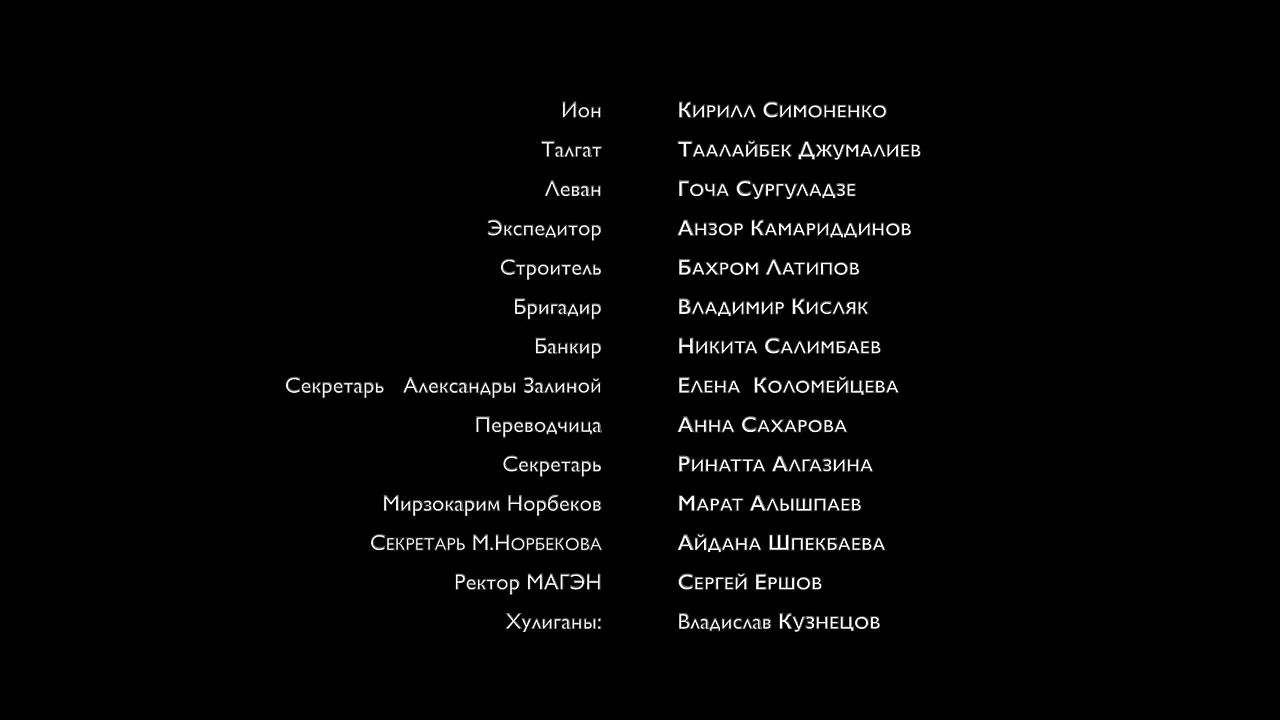 Ион Кирилл Симоненко
Талгат Таалайбек Джумалиев
Леван Гоча Сургуладзе
Экспедитор Анзор Камариддинов
Строитель Бахром Латипов
Бригадир Владимир Кисляк
Банкир Никита Салимбаев
Секретарь Александры Залиной Елена Коломейцева
Переводчица Анна Сахарова
Секретарь Ринатта Алгазина
Мирзокарим Норбеков Марат Алышпаев
Секретарь М.Норбекова Айдана Шпекбаева
Ректор МАГЭН Сергей Ершов
Хулиганы: Владислав Кузнецов